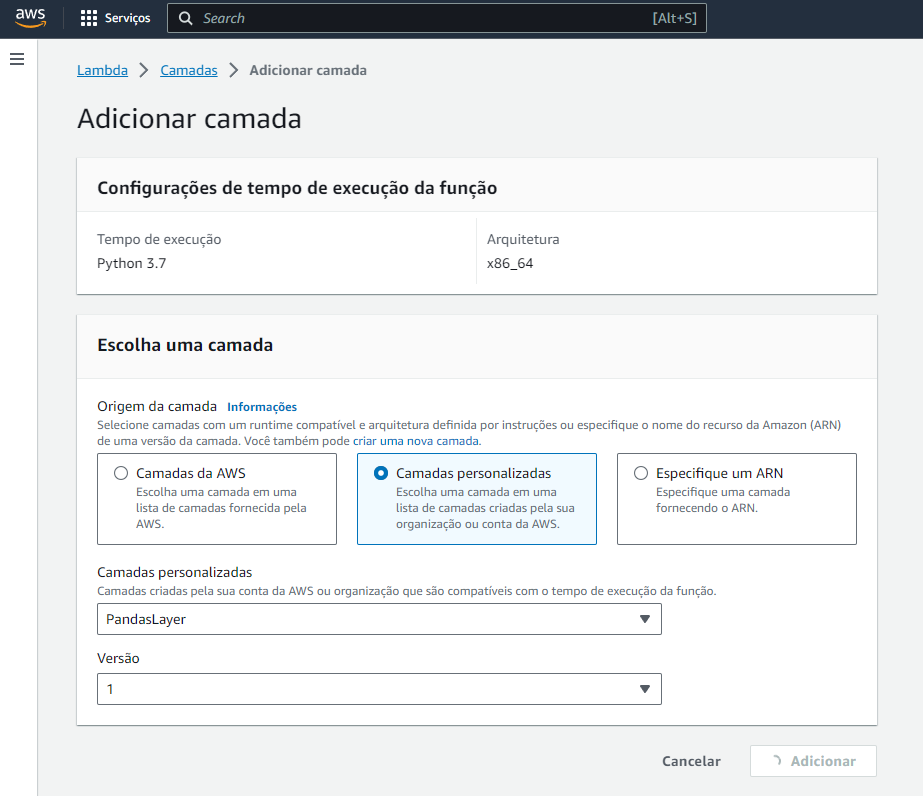 aws
Serviços
Search
[Alt+S]
Lambda
Camadas
Adicionar camada
Adicionar camada
Configurações de tempo de execução da função
Tempo de execução
Arquitetura
Python 3.7
x86_64
Escolha uma camada
Origem da camada Informações
Selecione camadas com um runtime compatível e arquitetura definida por instruções ou especifique o nome do recurso da Amazon (ARN)
de uma versão da camada. Você também pode criar uma nova camada.
Camadas da AWS
Escolha uma camada em uma
lista de camadas fornecida pela
AWS.
Camadas personalizadas
Escolha uma camada em uma
lista de camadas criadas pela sua
organização ou conta da AWS.
Especifique um ARN
Especifique uma camada
fornecendo o ARN.
Camadas personalizadas
Camadas criadas pela sua conta da AWS ou organização que são compatíveis com o tempo de execução da função.
PandasLayer
Versão
1
Cancelar
Adicionar